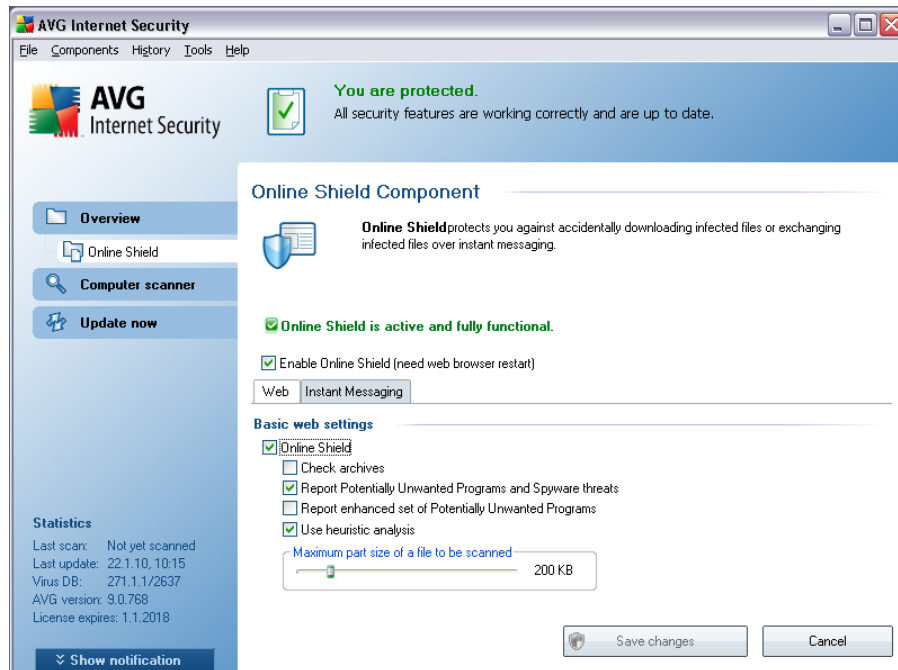 AVG Internet Security
File Components History Tools Help
AVG
Internet Security
You are protected.
All security features are working correctly and are up to date.
Overview
Online Shield
Computer scanner
Update now
Online Shield Component
Online Shieldprotects you against accidentally downloading infected files or exchanging
infected files over instant messaging.
Online Shield is active and fully functional.
Enable Online Shield (need web browser restart)
Web Instant Messaging
Basic web settings
Online Shield
Check archives
Report Potentially Unwanted Programs and Spyware threats
Report enhanced set of Potentially Unwanted Programs
Use heuristic analysis
Maximum part size of a file to be scanned
200 KB
Statistics
Last scan: Not yet scanned
Last update: 22.1.10, 10:15
Virus DB: 271.1.1/2637
AVG version: 9.0.768
License expires: 1.1.2018
Show notification
Save changes Cancel